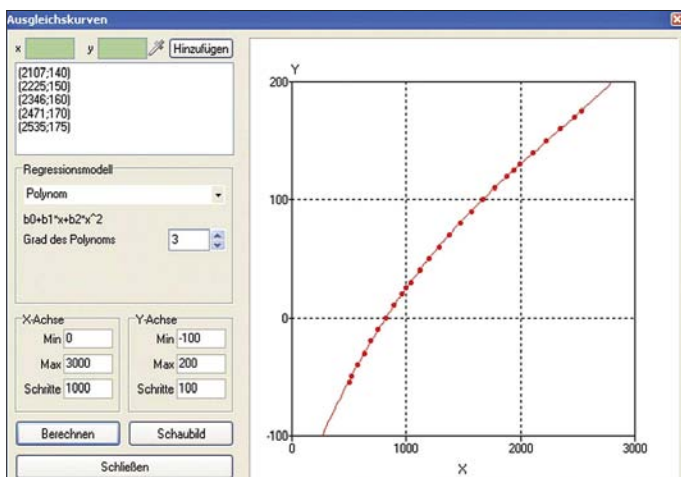 Ausgleichskurven
x y Hinzufügen
(2107;140)
(2225;150)
(2346;160)
(2471;170)
(2535;175)
Regressionsmodell
Polynom
b0+b1*x+b2*x^2
Grad des Polynoms 3
X-Achse
Min 0
Max 3000
Schritte 1000
Y-Achse
Min -100
Max 200
Schritte 100
Berechnen Schaubild
Schließen
Y
200
100
0
-100
0 1000 2000 3000
X